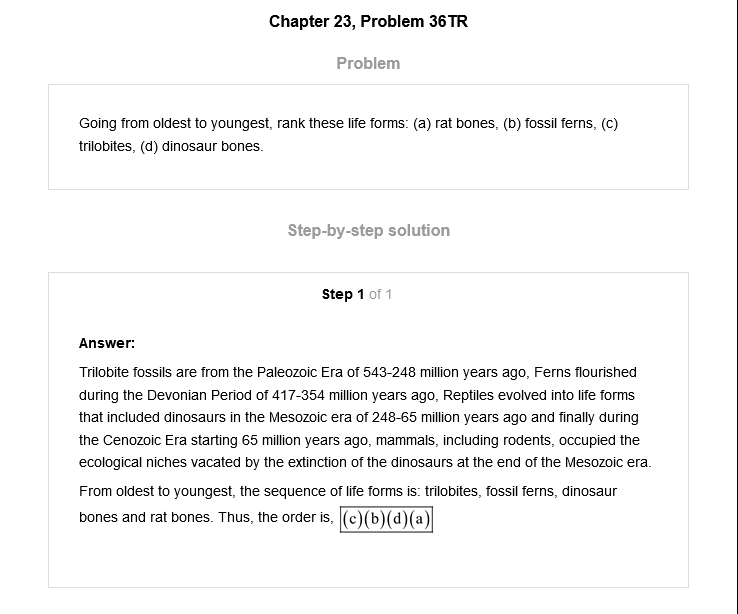 Chapter 23, Problem 36TR
Problem
Going from oldest to youngest, rank these life forms: (a) rat bones, (b) fossil ferns, (c)
trilobites, (d) dinosaur bones.
Step-by-step solution
Step 1 of 1
Answer:
Trilobite fossils are from the Paleozoic Era of 543-248 million years ago, Ferns flourished
during the Devonian Period of 417-354 million years ago, Reptiles evolved into life forms
that included dinosaurs in the Mesozoic era of 248-65 million years ago and finally during
the Cenozoic Era starting 65 million years ago, mammals, including rodents, occupied the
ecological niches vacated by the extinction of the dinosaurs at the end of the Mesozoic era.
From oldest to youngest, the sequence of life forms is: trilobites, fossil ferns, dinosaur
bones and rat bones. Thus, the order is, (c)(b)(d)(a)